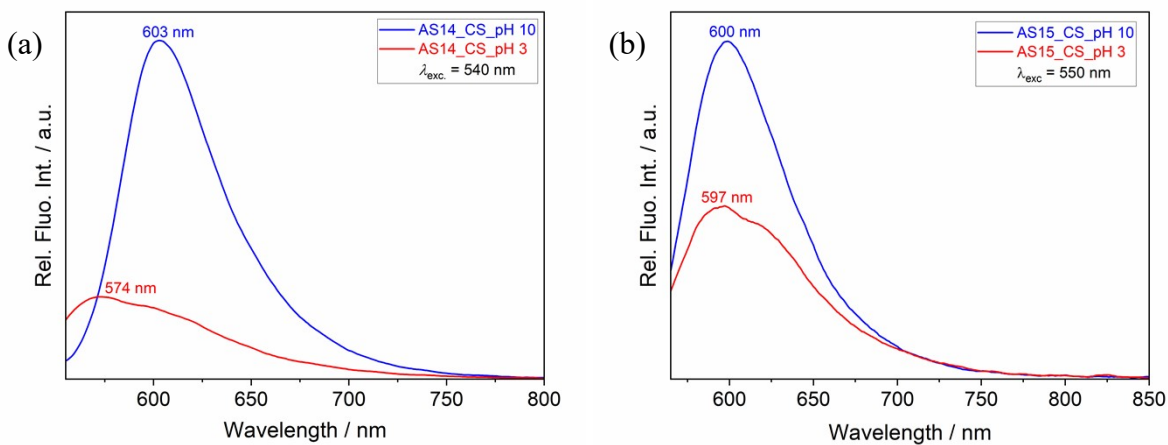 (a)
603 nm
AS14_CS_pH 10
AS14_CS_pH 3
λexc. = 540 nm
574 nm
Rel. Fluo. Int. / a.u.
600
650
700
750
800
Wavelength / nm
(b)
600 nm
AS15_CS_pH 10
AS15_CS_pH 3
λexc = 550 nm
597 nm
Rel. Fluo. Int. / a.u.
600
650
700
750
800
850
Wavelength / nm